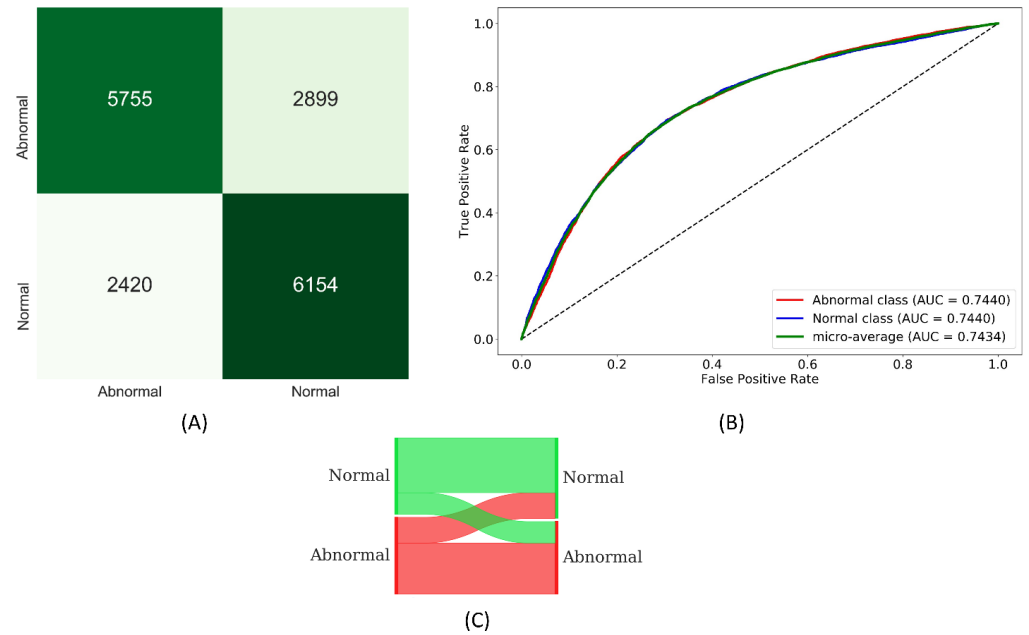 Abnormal
5755 2899
Normal
2420 6154
Abnormal Normal
(A)
True Positive Rate
1.0
0.8
0.6
0.4
0.2
0.0
Abnormal class (AUC = 0.7440)
Normal class (AUC = 0.7440)
micro-average (AUC = 0.7434)
0.0 0.2 0.4 0.6 0.8 1.0
False Positive Rate
(B)
Normal Normal
Abnormal Abnormal
(C)